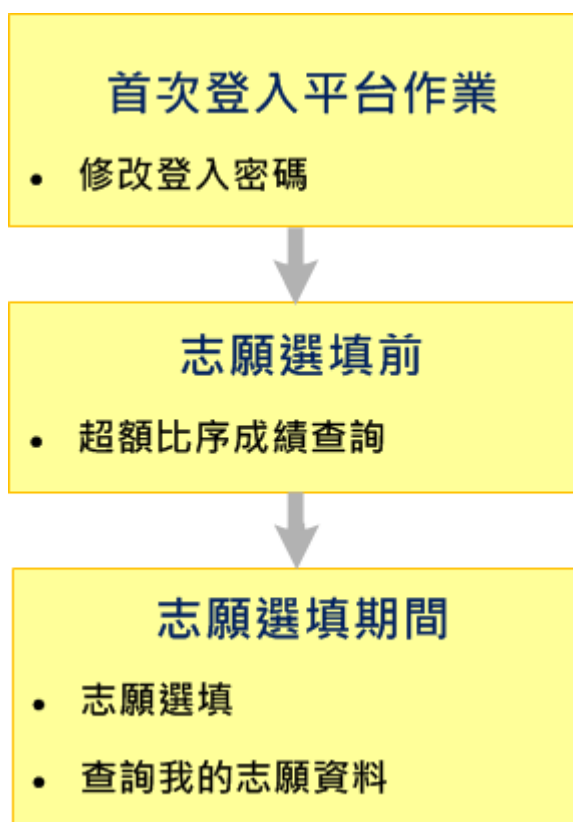 首次登入平台作業
• 修改登入密碼
志願選填前
• 超額比序成績查詢
志願選填期間
• 志願選填
• 查詢我的志願資料